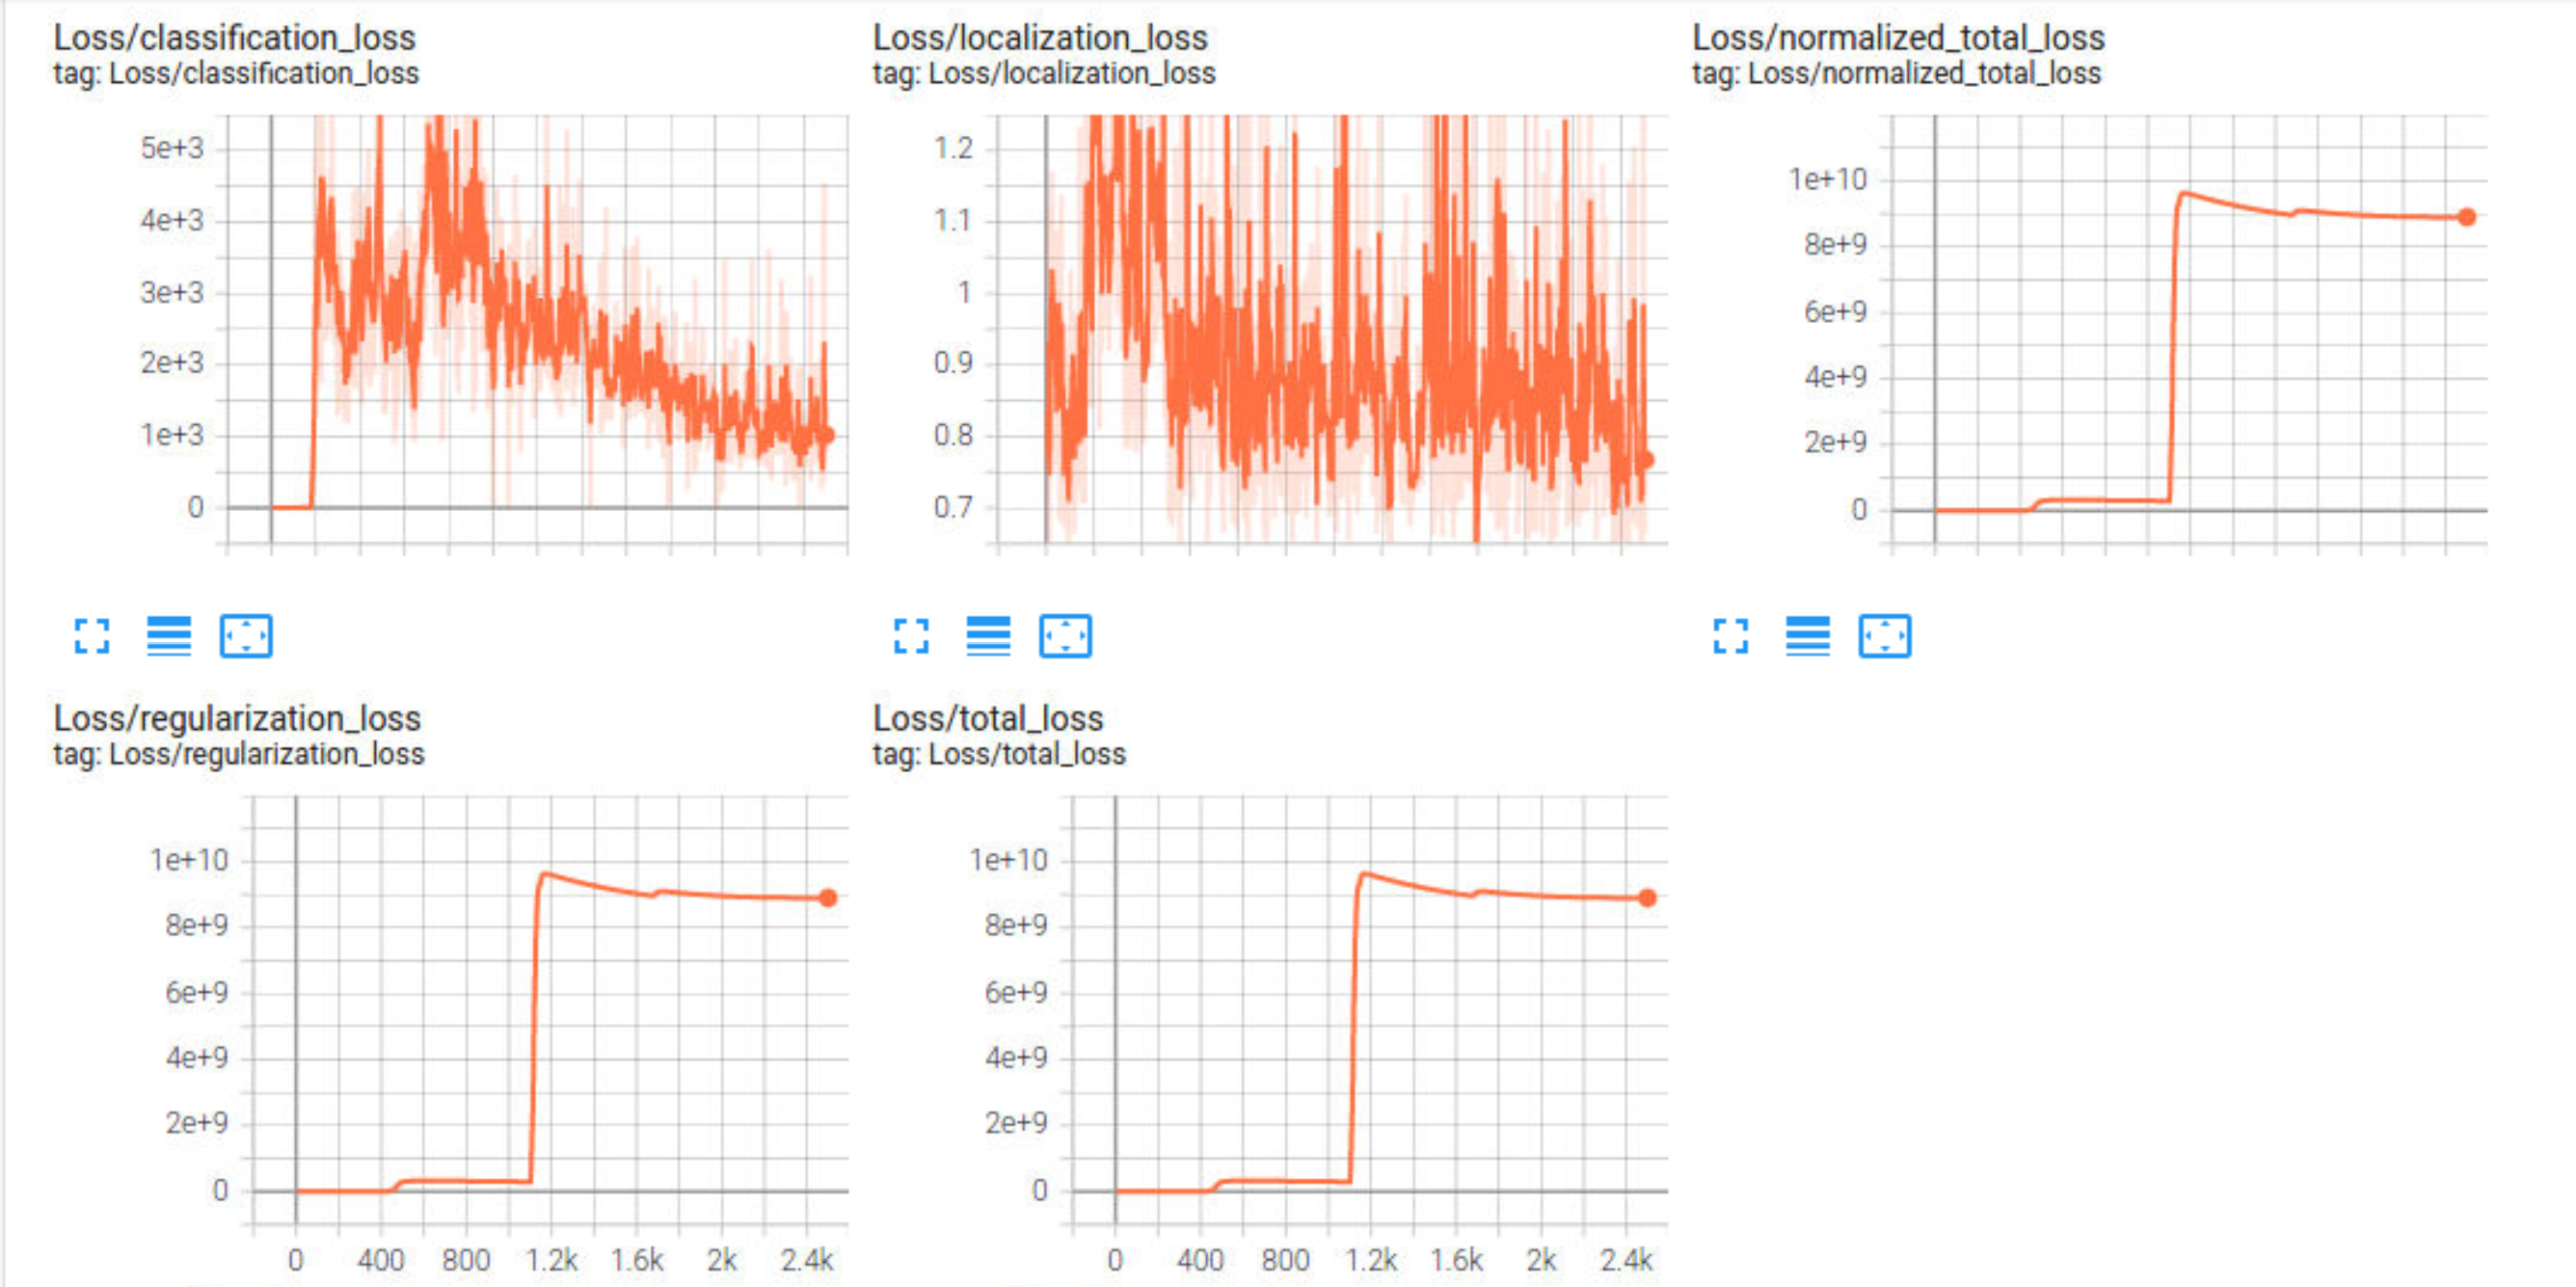 Loss/classification_loss
tag: Loss/classification_loss
5e+3
4e+3
3e+3
2e+3
1e+3
0
Loss/localization_loss
tag: Loss/localization_loss
1.2
1.1
1
0.9
0.8
0.7
Loss/normalized_total_loss
tag: Loss/normalized_total_loss
1e+10
8e+9
6e+9
4e+9
2e+9
0
Loss/regularization_loss
tag: Loss/regularization_loss
1e+10
8e+9
6e+9
4e+9
2e+9
0
0 400 800 1.2k 1.6k 2k 2.4k
Loss/total_loss
tag: Loss/total_loss
1e+10
8e+9
6e+9
4e+9
2e+9
0
0 400 800 1.2k 1.6k 2k 2.4k